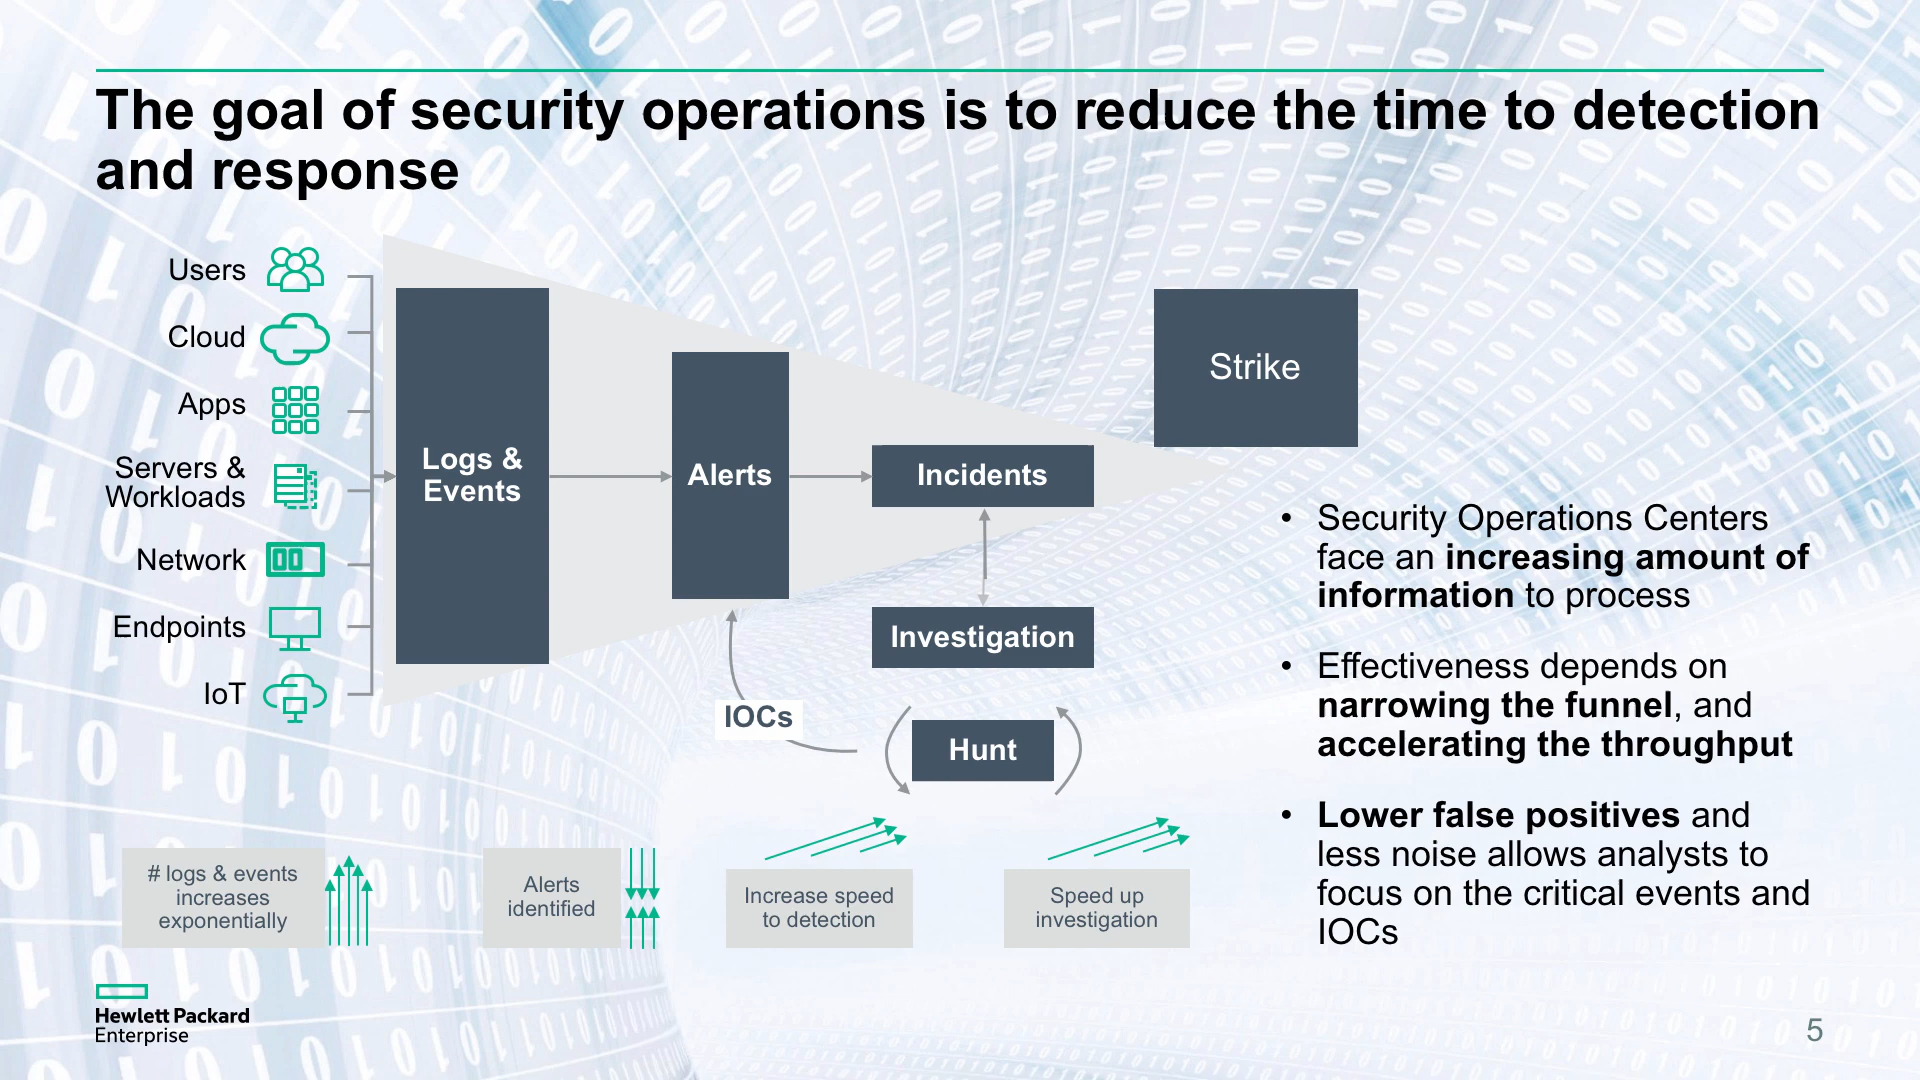 The goal of security operations is to reduce the time to detection
and response
Users
Cloud
Apps
Servers &
Workloads
Network
Endpoints
IoT
Logs &
Events
Alerts
Incidents
Strike
Investigation
IOCs
Hunt
• Security Operations Centers
face an increasing amount of
information to process
• Effectiveness depends on
narrowing the funnel, and
accelerating the throughput
• Lower false positives and
less noise allows analysts to
focus on the critical events and
IOCs
# logs & events
increases
exponentially
Alerts
identified
Increase speed
to detection
Speed up
investigation
Hewlett Packard
Enterprise
5